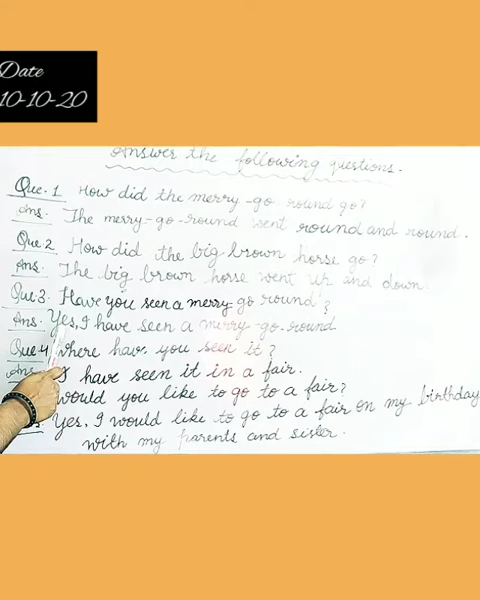 Date
10-10-20
Answer the following questions.
Que.1 How did the merry-go round go?
Ans. The merry-go-round went round and round.
Que.2 How did the big brown horse go?
Ans. The big brown horse went up and down.
Que3. Have you seen a merry go round?
Ans. Yes, I have seen a merry-go-round
Que4 Where have you seen it?
Ans I have seen it in a fair.
would you like to go to a fair?
Yes, I would like to go to a fair on my birthday
with my parents and sister.